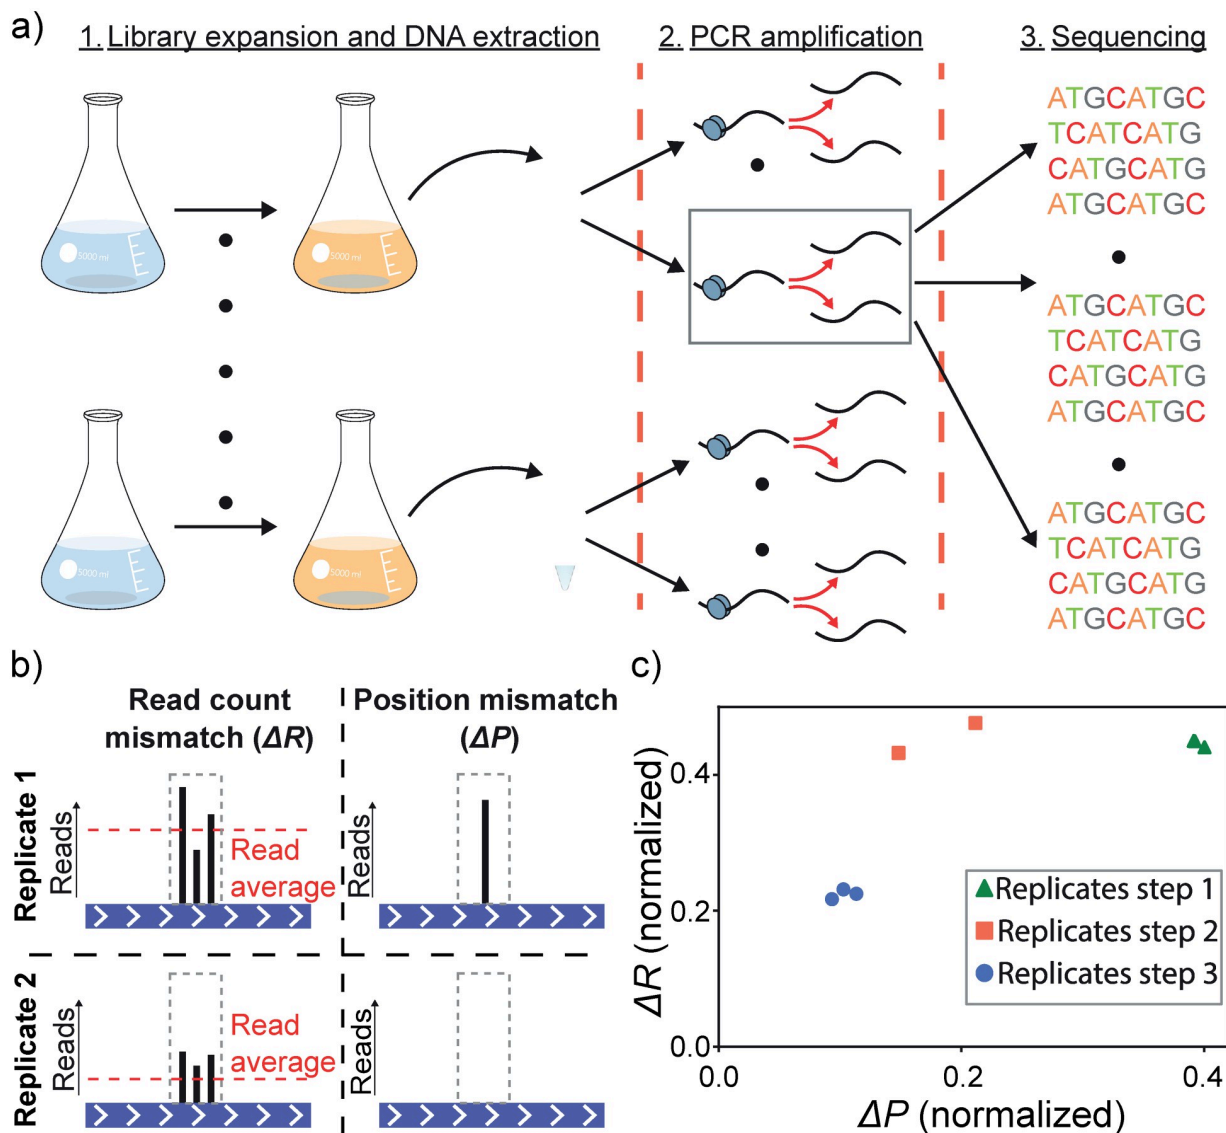 a)
1. Library expansion and DNA extraction
2. PCR amplification
3. Sequencing
5000 ml
5000 ml
ATGCATGC
TCATCATG
CATGCATG
ATGCATGC
ATGCATGC
TCATCATG
CATGCATG
ATGCATGC
5000 ml
5000 ml
ATGCATGC
TCATCATG
CATGCATG
ATGCATGC
b)
Read count
mismatch (ΔR)
Position mismatch
(ΔP)
Replicate 1
Reads
Read
average
Reads
Replicate 2
Reads
Read
average
Reads
c)
ΔR (normalized)
0.4
0.2
0.0
0.0
0.2
0.4
ΔP (normalized)
Replicates step 1
Replicates step 2
Replicates step 3